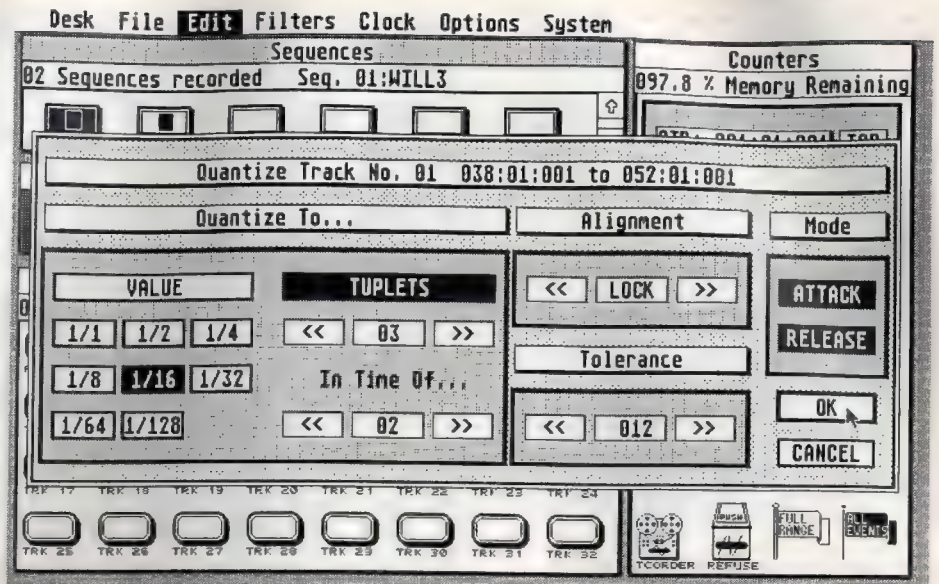 Desk File Edit Filters Clock Options System
Sequences
02 Sequences recorded Seq. 01:WILL3
Counters
097.8 % Memory Remaining
Quantize Track No. 01 038:01:001 to 052:01:001
Quantize To...
Alignment
Mode
VALUE
TUPLETS
<< LOCK >>
ATTACK
1/1 1/2 1/4
<< 03 >>
RELEASE
Tolerance
1/8 1/16 1/32
In Time Of...
OK
1/64 1/128
<< 02 >>
<< 012 >>
CANCEL
TRK 17 TRK 18 TRK 19 TRK 20 TRK 21 TRK 22 TRK 23 TRK 24
PUSH
FULL RANGE
ALL EVENTS
TRK 25 TRK 26 TRK 27 TRK 28 TRK 29 TRK 30 TRK 31 TRK 32
TCORDER REFUSE